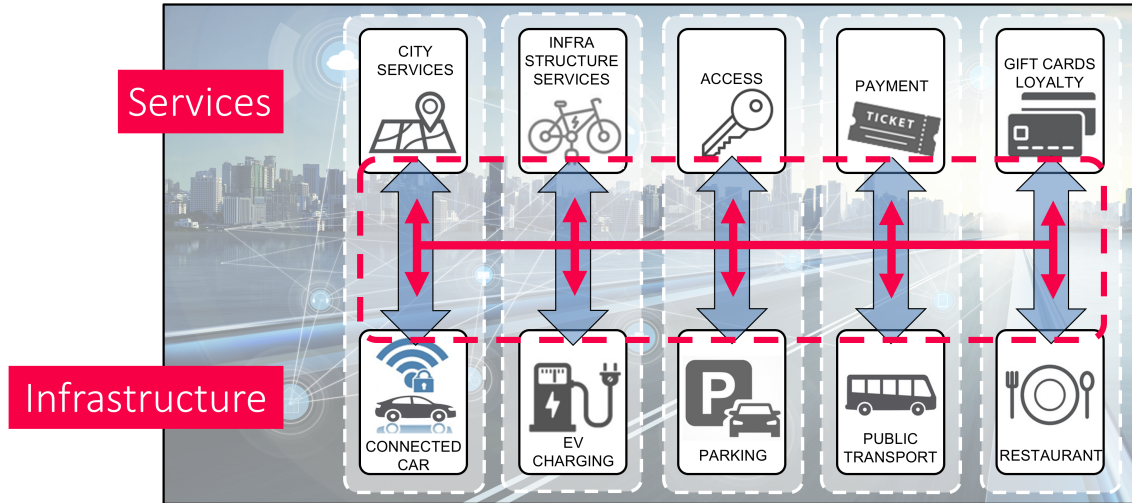 Services
CITY
SERVICES
INFRA
STRUCTURE
SERVICES
ACCESS
PAYMENT
TICKET
GIFT CARDS
LOYALTY
Infrastructure
CONNECTED
CAR
EV
CHARGING
P
PARKING
PUBLIC
TRANSPORT
RESTAURANT